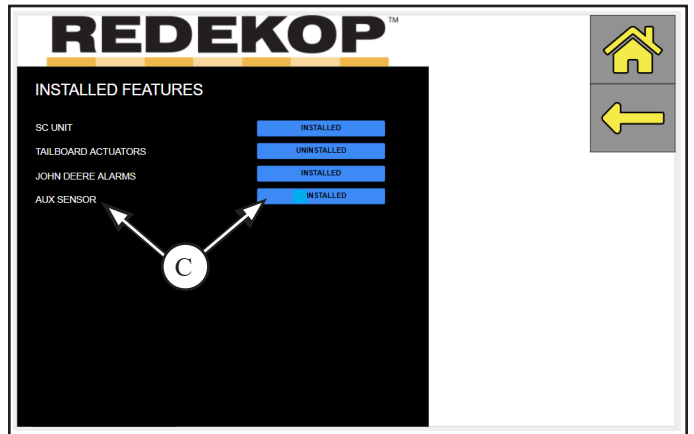 REDEKOP™
INSTALLED FEATURES
SC UNIT INSTALLED
TAILBOARD ACTUATORS UNINSTALLED
JOHN DEERE ALARMS INSTALLED
AUX SENSOR INSTALLED
C